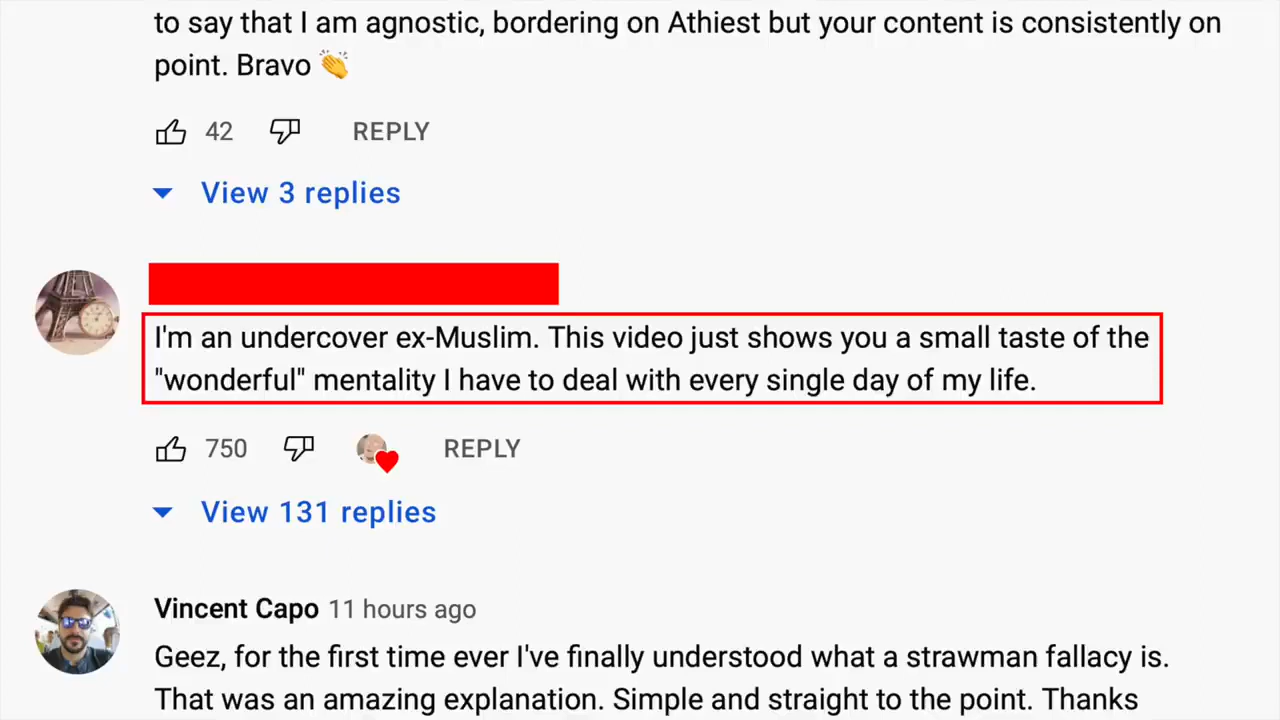 to say that I am agnostic, bordering on Athiest but your content is consistently on
point. Bravo 👏
42 REPLY
View 3 replies
I'm an undercover ex-Muslim. This video just shows you a small taste of the
"wonderful" mentality I have to deal with every single day of my life.
750 REPLY
View 131 replies
Vincent Capo 11 hours ago
Geez, for the first time ever I've finally understood what a strawman fallacy is.
That was an amazing explanation. Simple and straight to the point. Thanks